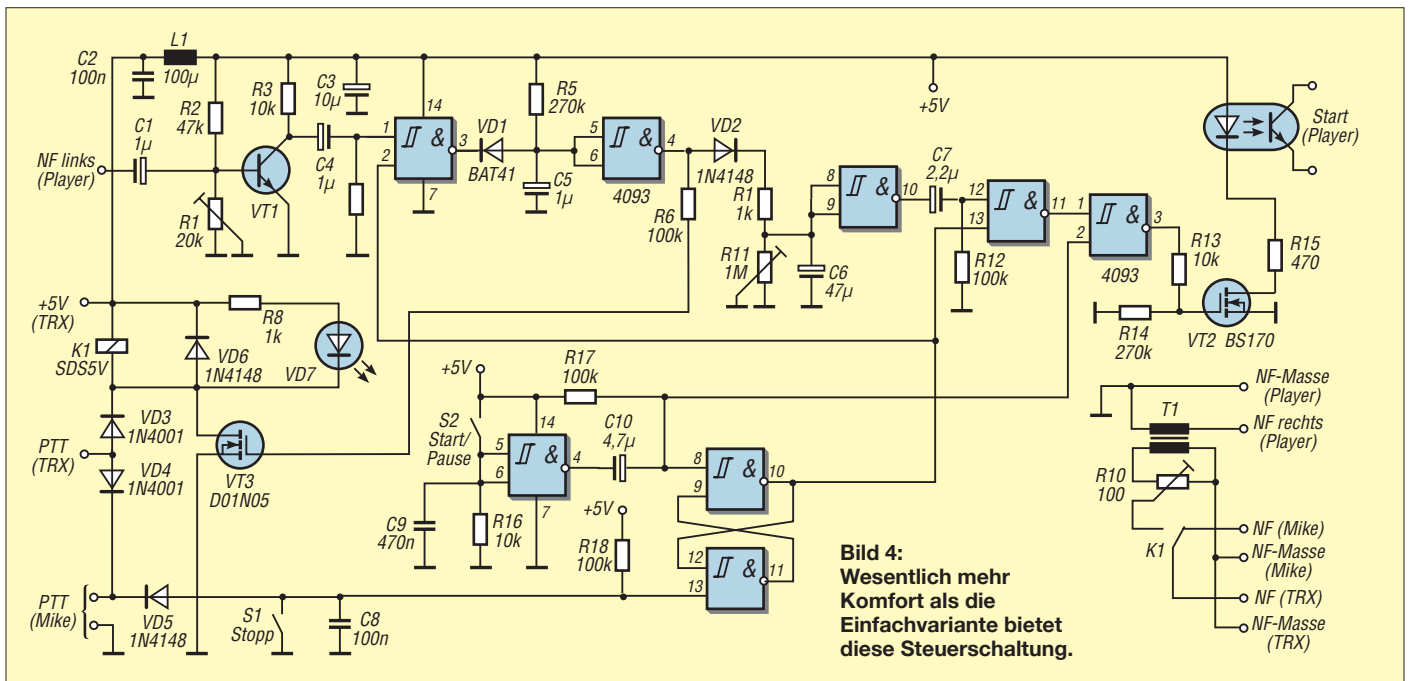 C2
100n
L1
100µ
R2
47k
R3
10k
C3
10µ
C1
1µ
NF links
(Player)
R1
20k
VT1
C4
1µ
1
2
14
&
3
7
VD1
BAT41
R5
270k
C5
1µ
5
6
&
4
4093
VD2
1N4148
R6
100k
R1
1k
R11
1M
C6
47µ
8
9
&
10
C7
2,2µ
R12
100k
12
13
&
11
+5V
1
2
&
3
4093
R13
10k
R14
270k
VT2 BS170
R15
470
Start
(Player)
+5V
(TRX)
K1
SDS5V
R8
1k
VD6
1N4148
VD7
VD3
1N4001
PTT
(TRX)
VD4
1N4001
VT3
D01N05
PTT
(Mike)
VD5
1N4148
S1
Stopp
C8
100n
+5V
S2
Start/
Pause
R17
100k
14
5
6
&
4
7
C10
4,7µ
C9
470n
R16
10k
+5V
R18
100k
8
9
&
10
12
13
&
11
NF-Masse
(Player)
T1
NF rechts
(Player)
R10
100
K1
NF (Mike)
NF-Masse
(Mike)
NF (TRX)
NF-Masse
(TRX)
Bild 4:
Wesentlich mehr
Komfort als die
Einfachvariante bietet
diese Steuerschaltung.